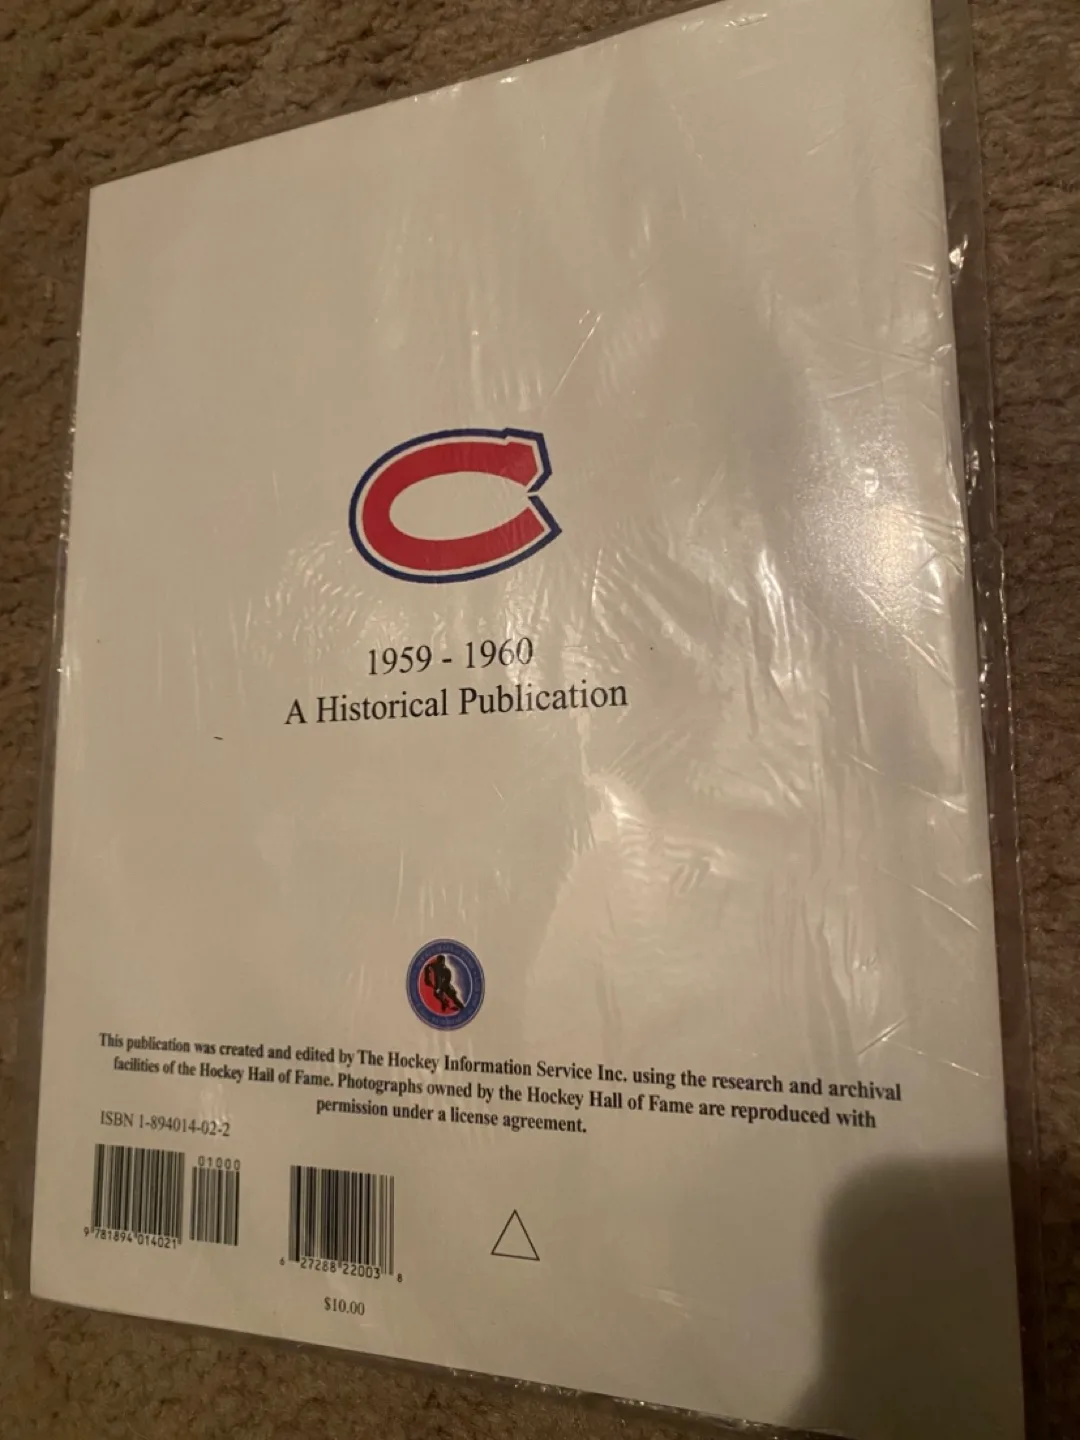 1959 - 1960
A Historical Publication
This publication was created and edited by The Hockey Information Service Inc. using the research and archival
facilities of the Hockey Hall of Fame. Photographs owned by the Hockey Hall of Fame are reproduced with
permission under a license agreement.
ISBN 1-894014-02-2
01000
9 781894 014021
6 27288 22003 8
$10.00